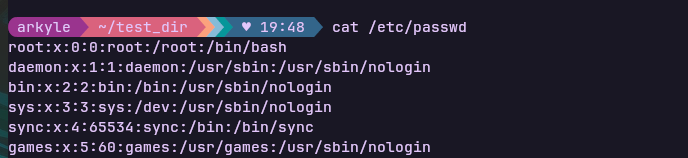 arkyle ~/test_dir ♥ 19:48 cat /etc/passwd
root:x:0:0:root:/root:/bin/bash
daemon:x:1:1:daemon:/usr/sbin:/usr/sbin/nologin
bin:x:2:2:bin:/bin:/usr/sbin/nologin
sys:x:3:3:sys:/dev:/usr/sbin/nologin
sync:x:4:65534:sync:/bin:/bin/sync
games:x:5:60:games:/usr/games:/usr/sbin/nologin